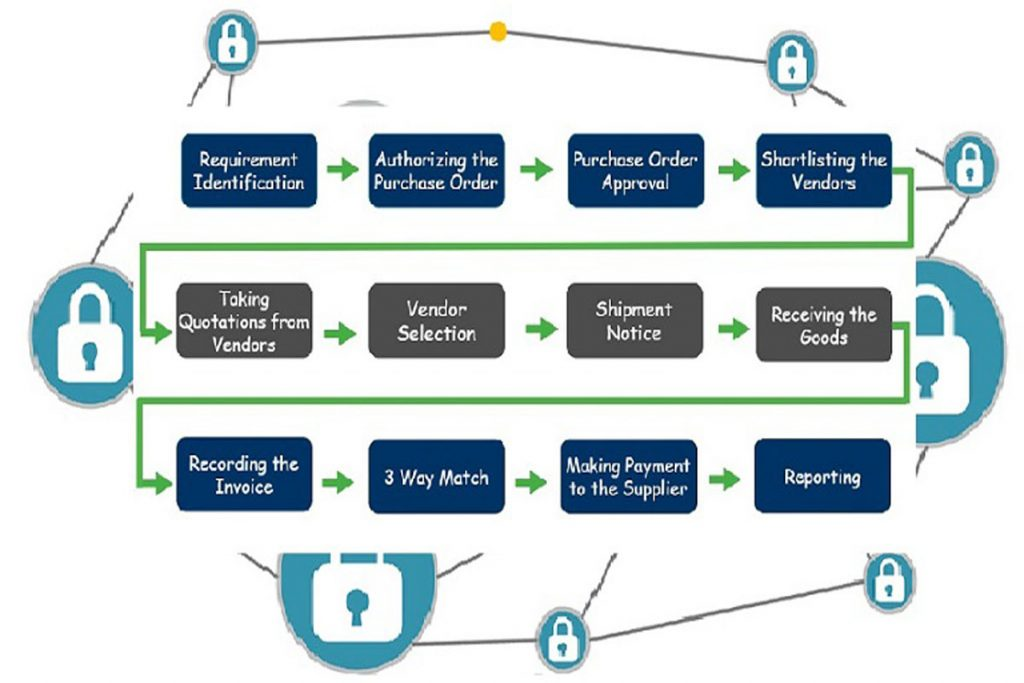 Requirement
Identification
Authorizing the
Purchase Order
Purchase Order
Approval
Shortlisting the
Vendors
Taking
Quotations from
Vendors
Vendor
Selection
Shipment
Notice
Receiving the
Goods
Recording the
Invoice
3 Way Match
Making Payment
to the Supplier
Reporting